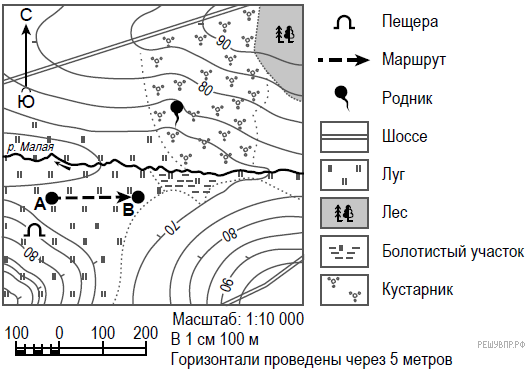 С
Ю
90
80
р. Малая
А
В
70
80
80
90
Пещера
Маршрут
Родник
Шоссе
Луг
Лес
Болотистый участок
Кустарник
100 0 100 200
Масштаб: 1:10 000
В 1 см 100 м
Горизонтали проведены через 5 метров
РЕШУВПР.РФ